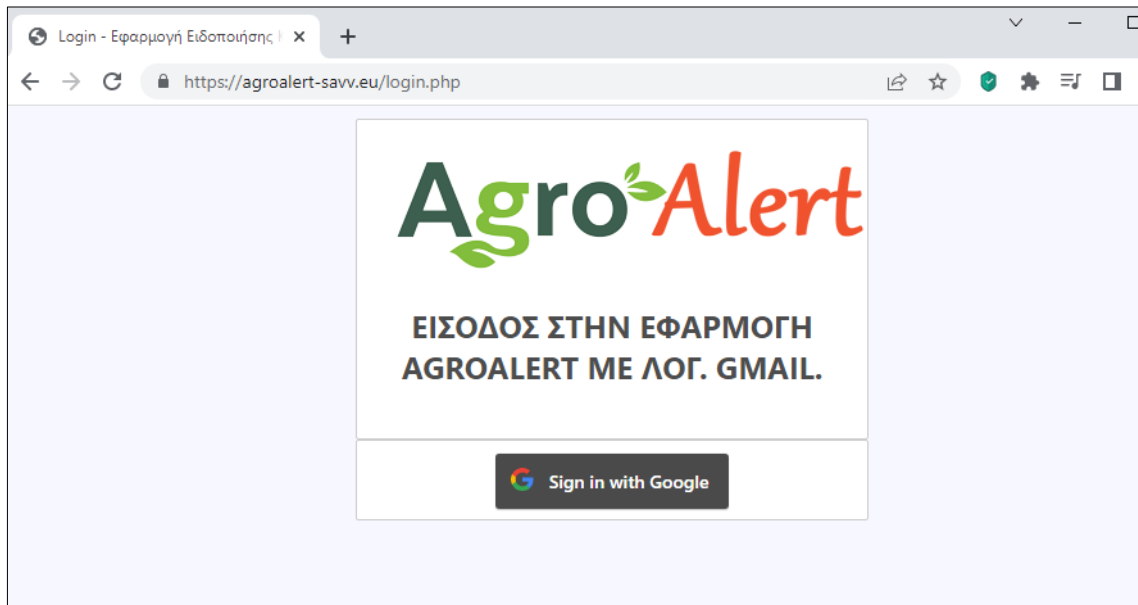 Login - Εφαρμογή Ειδοποιήσης
https://agroalert-savv.eu/login.php
AgroAlert
ΕΙΣΟΔΟΣ ΣΤΗΝ ΕΦΑΡΜΟΓΗ
AGROALERT ΜΕ ΛΟΓ. GMAIL.
Sign in with Google